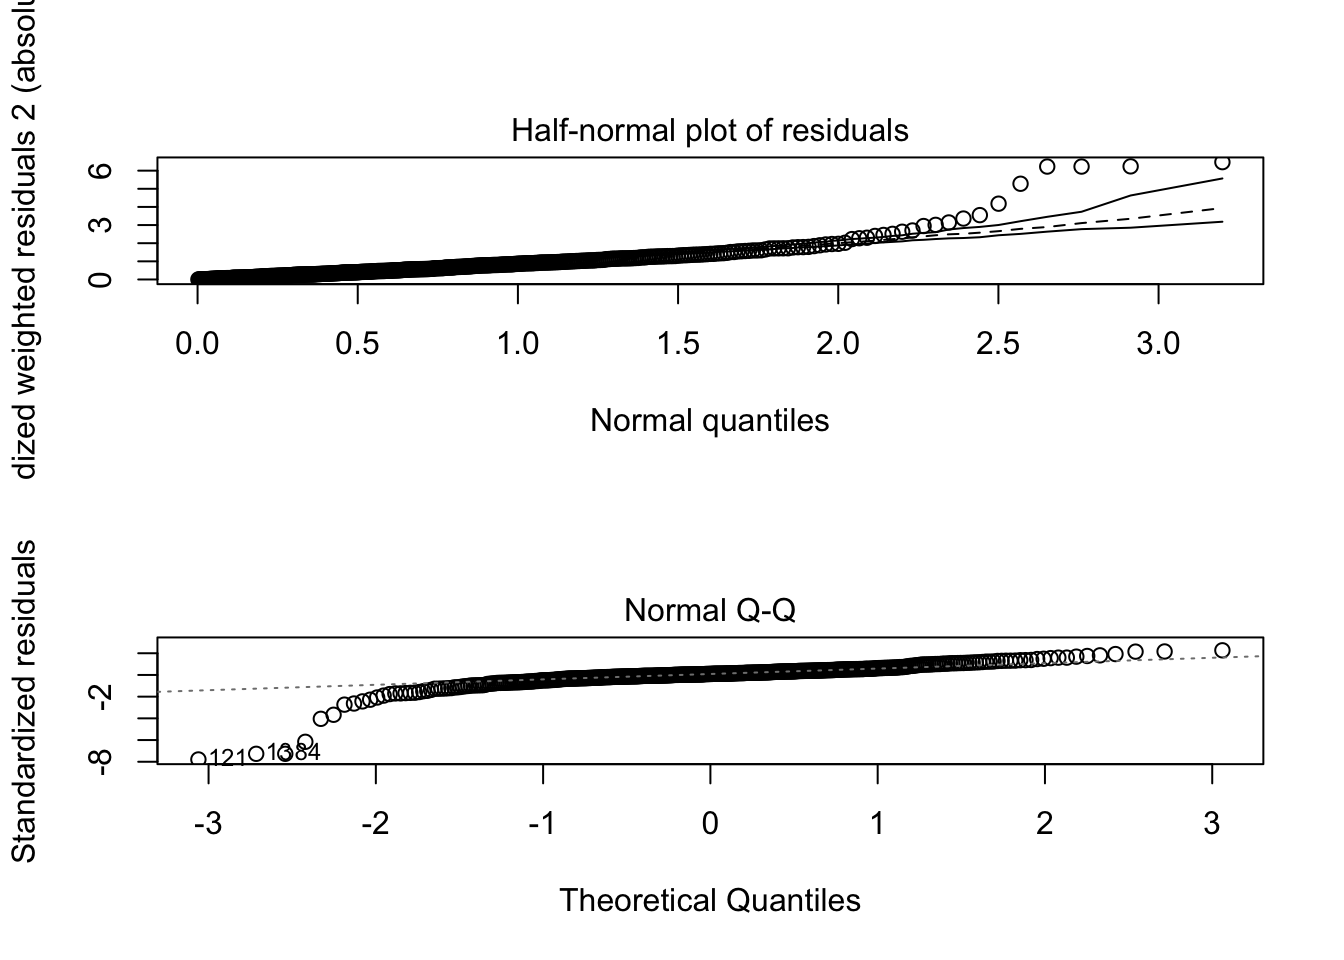 Half-normal plot of residuals
dized weighted residuals 2 (absolu
6
3
0
0.0 0.5 1.0 1.5 2.0 2.5 3.0
Normal quantiles
Normal Q-Q
Standardized residuals
-2
-8
121
-3 -2 -1 0 1 2 3
Theoretical Quantiles